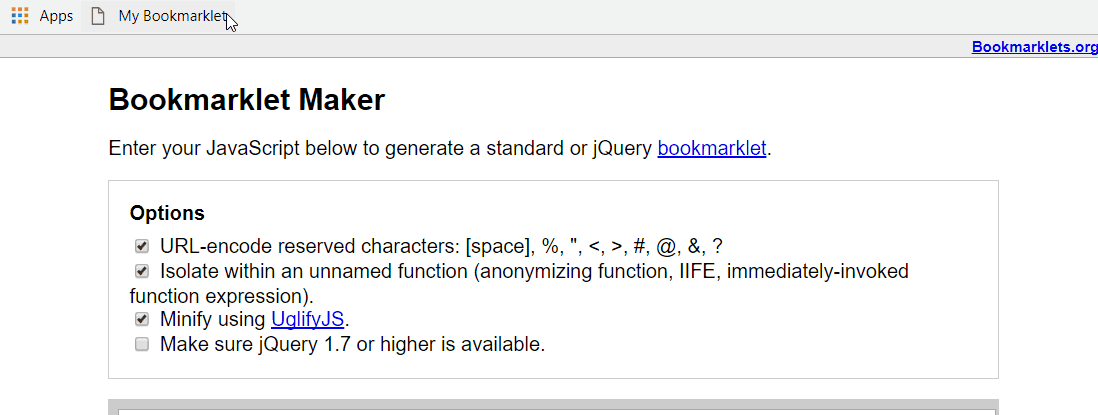 Apps My Bookmarklet
Bookmarklets.org
Bookmarklet Maker
Enter your JavaScript below to generate a standard or jQuery bookmarklet.
Options
URL-encode reserved characters: [space], %, ", <, >, #, @, &, ?
Isolate within an unnamed function (anonymizing function, IIFE, immediately-invoked
function expression).
Minify using UglifyJS.
Make sure jQuery 1.7 or higher is available.